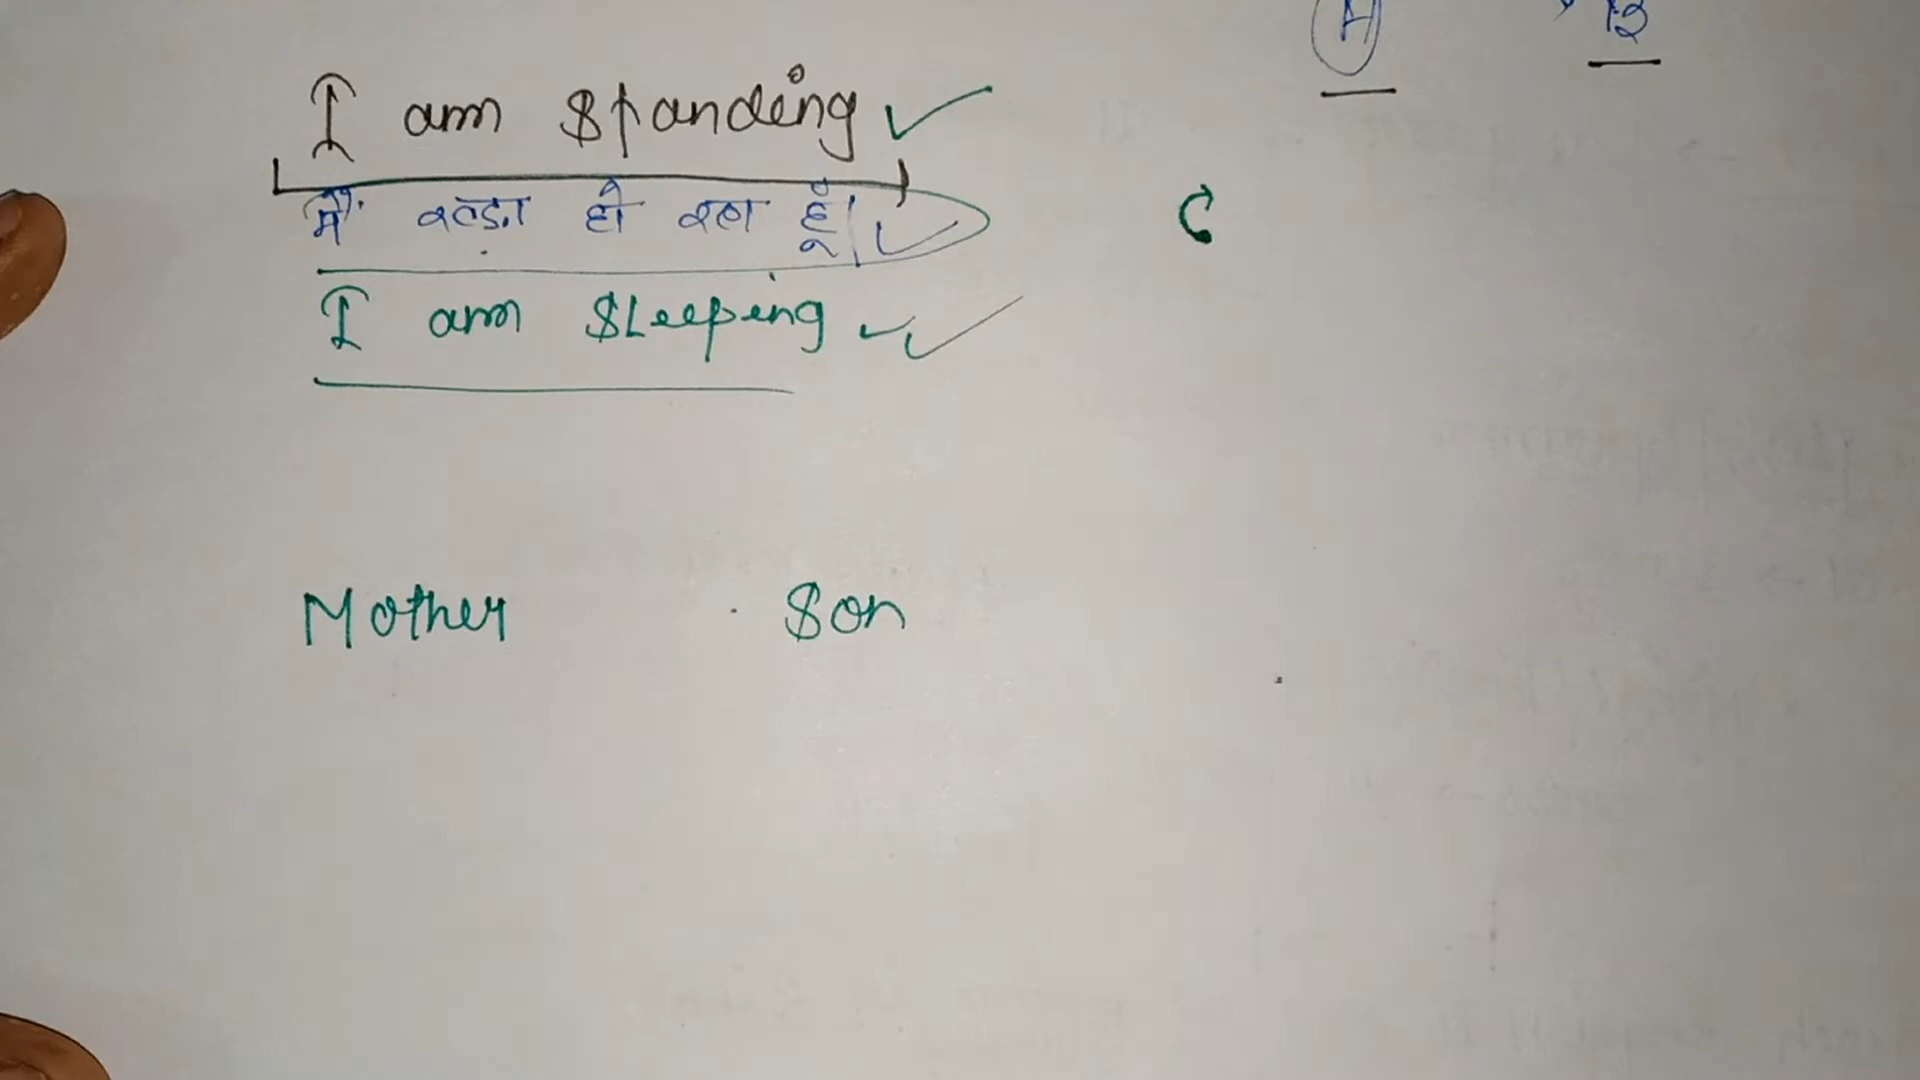 I am Standing
मैं खड़ा हो रहा हूँ।
C
I am Sleeping
Mother Son